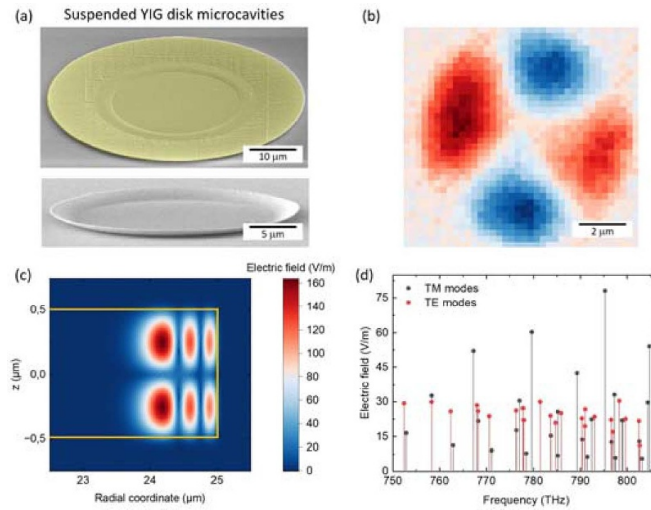 (a) Suspended YIG disk microcavities
10 µm
5 µm
(b)
2 µm
(c)
Electric field (V/m)
160
140
120
100
80
60
40
20
0
0,5
0,0
−0,5
z (µm)
23 24 25
Radial coordinate (µm)
(d)
TM modes
TE modes
75
60
45
30
15
0
Electric field (V/m)
750 760 770 780 790 800
Frequency (THz)